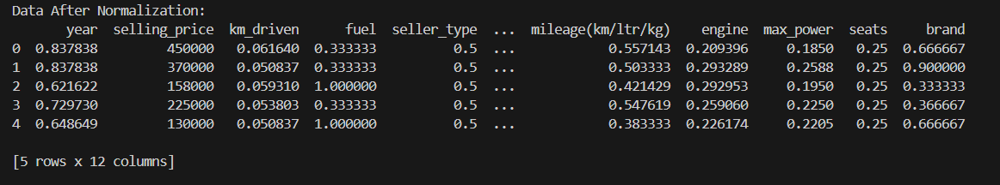 Data After Normalization:
       year  selling_price  km_driven      fuel  seller_type  ...  mileage(km/ltr/kg)    engine  max_power  seats     brand
0  0.837838         450000   0.061640  0.333333          0.5  ...            0.557143  0.209396     0.1850   0.25  0.666667
1  0.837838         370000   0.050837  0.333333          0.5  ...            0.503333  0.293289     0.2588   0.25  0.900000
2  0.621622         158000   0.059310  1.000000          0.5  ...            0.421429  0.292953     0.1950   0.25  0.333333
3  0.729730         225000   0.053803  0.333333          0.5  ...            0.547619  0.259060     0.2250   0.25  0.366667
4  0.648649         130000   0.050837  1.000000          0.5  ...            0.383333  0.226174     0.2205   0.25  0.666667
[5 rows x 12 columns]